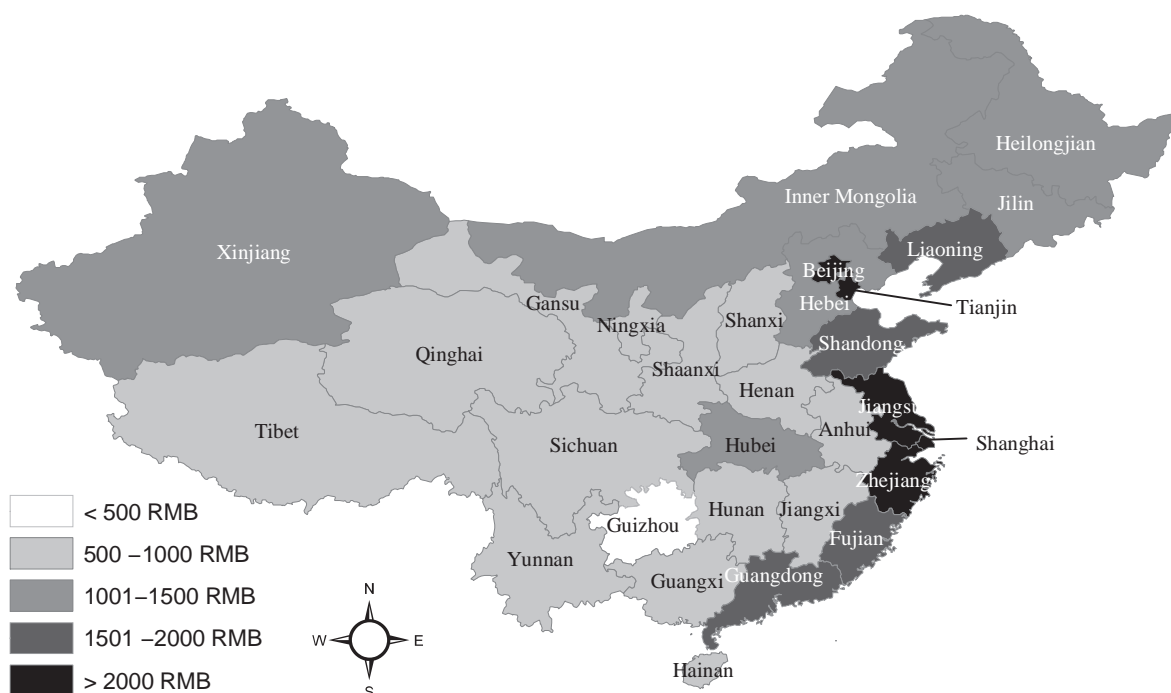 Heilongjian
Inner Mongolia
Jilin
Xinjiang
Liaoning
Beijing
Gansu
Hebei
Tianjin
Ningxia
Shanxi
Shandong
Qinghai
Shaanxi
Henan
Jiangsu
Tibet
Sichuan
Hubei
Anhui
Shanghai
Zhejiang
< 500 RMB
Guizhou
Hunan
Jiangxi
Fujian
500 –1000 RMB
Yunnan
Guangxi
Guangdong
1001–1500 RMB
N
1501 –2000 RMB
W
E
Hainan
> 2000 RMB
S